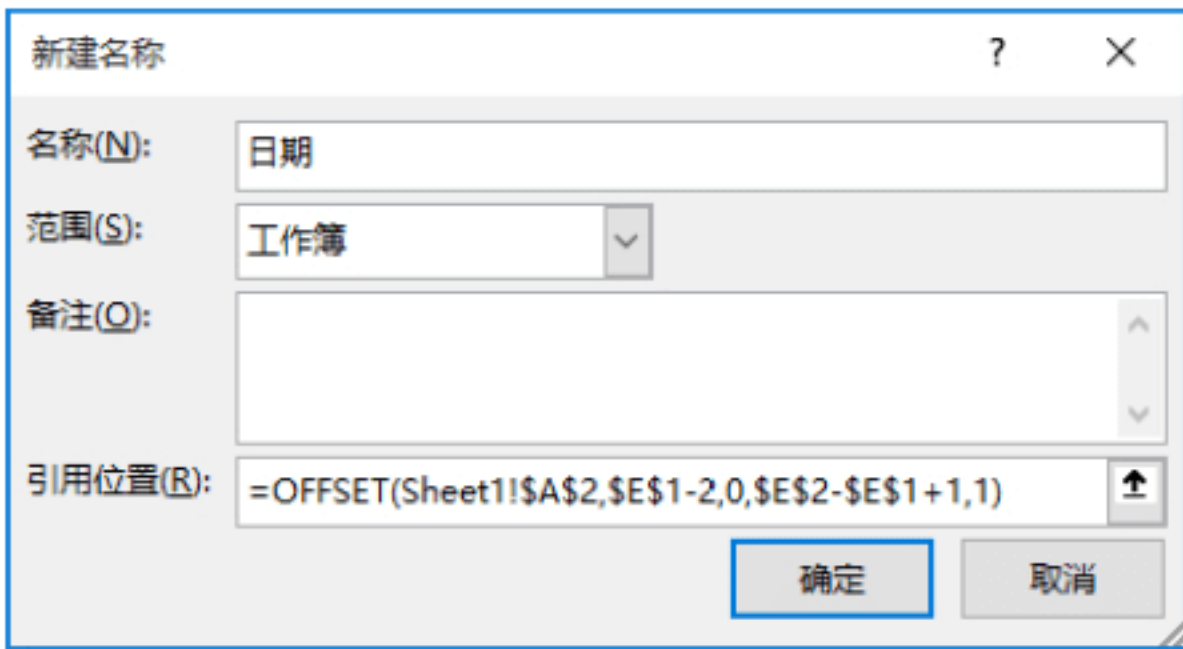 新建名称
?
名称(N):
日期
范围(S):
工作簿
备注(O):
引用位置(R):
=OFFSET(Sheet1!$A$2,$E$1-2,0,$E$2-$E$1+1,1)
确定
取消